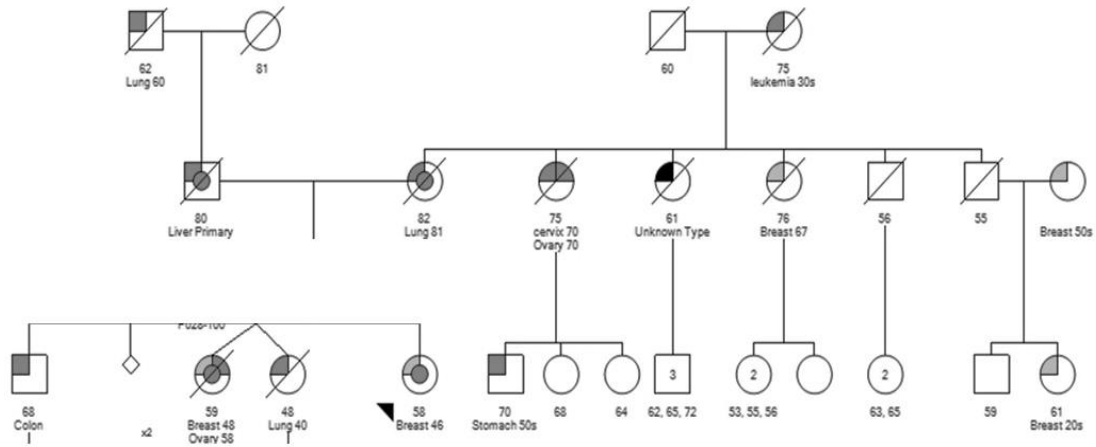 62
Lung 60
81
60
75
leukemia 30s
80
Liver Primary
82
Lung 81
75
cervix 70
Ovary 70
61
Unknown Type
76
Breast 67
56
55
Breast 50s
68
Colon
x2
59
Breast 48
Ovary 58
48
Lung 40
58
Breast 46
70
Stomach 50s
68
64
3
62, 65, 72
2
53, 55, 56
2
63, 65
59
61
Breast 20s